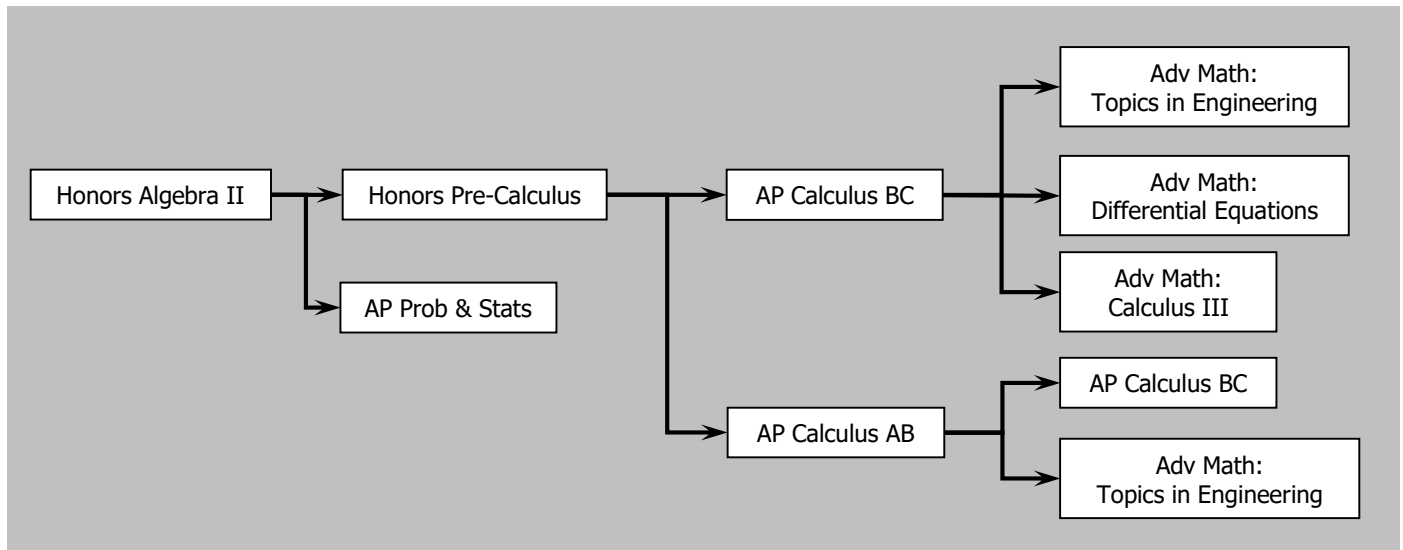 Honors Algebra II
Honors Pre-Calculus
AP Prob & Stats
AP Calculus BC
Adv Math:
Topics in Engineering
Adv Math:
Differential Equations
Adv Math:
Calculus III
AP Calculus AB
AP Calculus BC
Adv Math:
Topics in Engineering